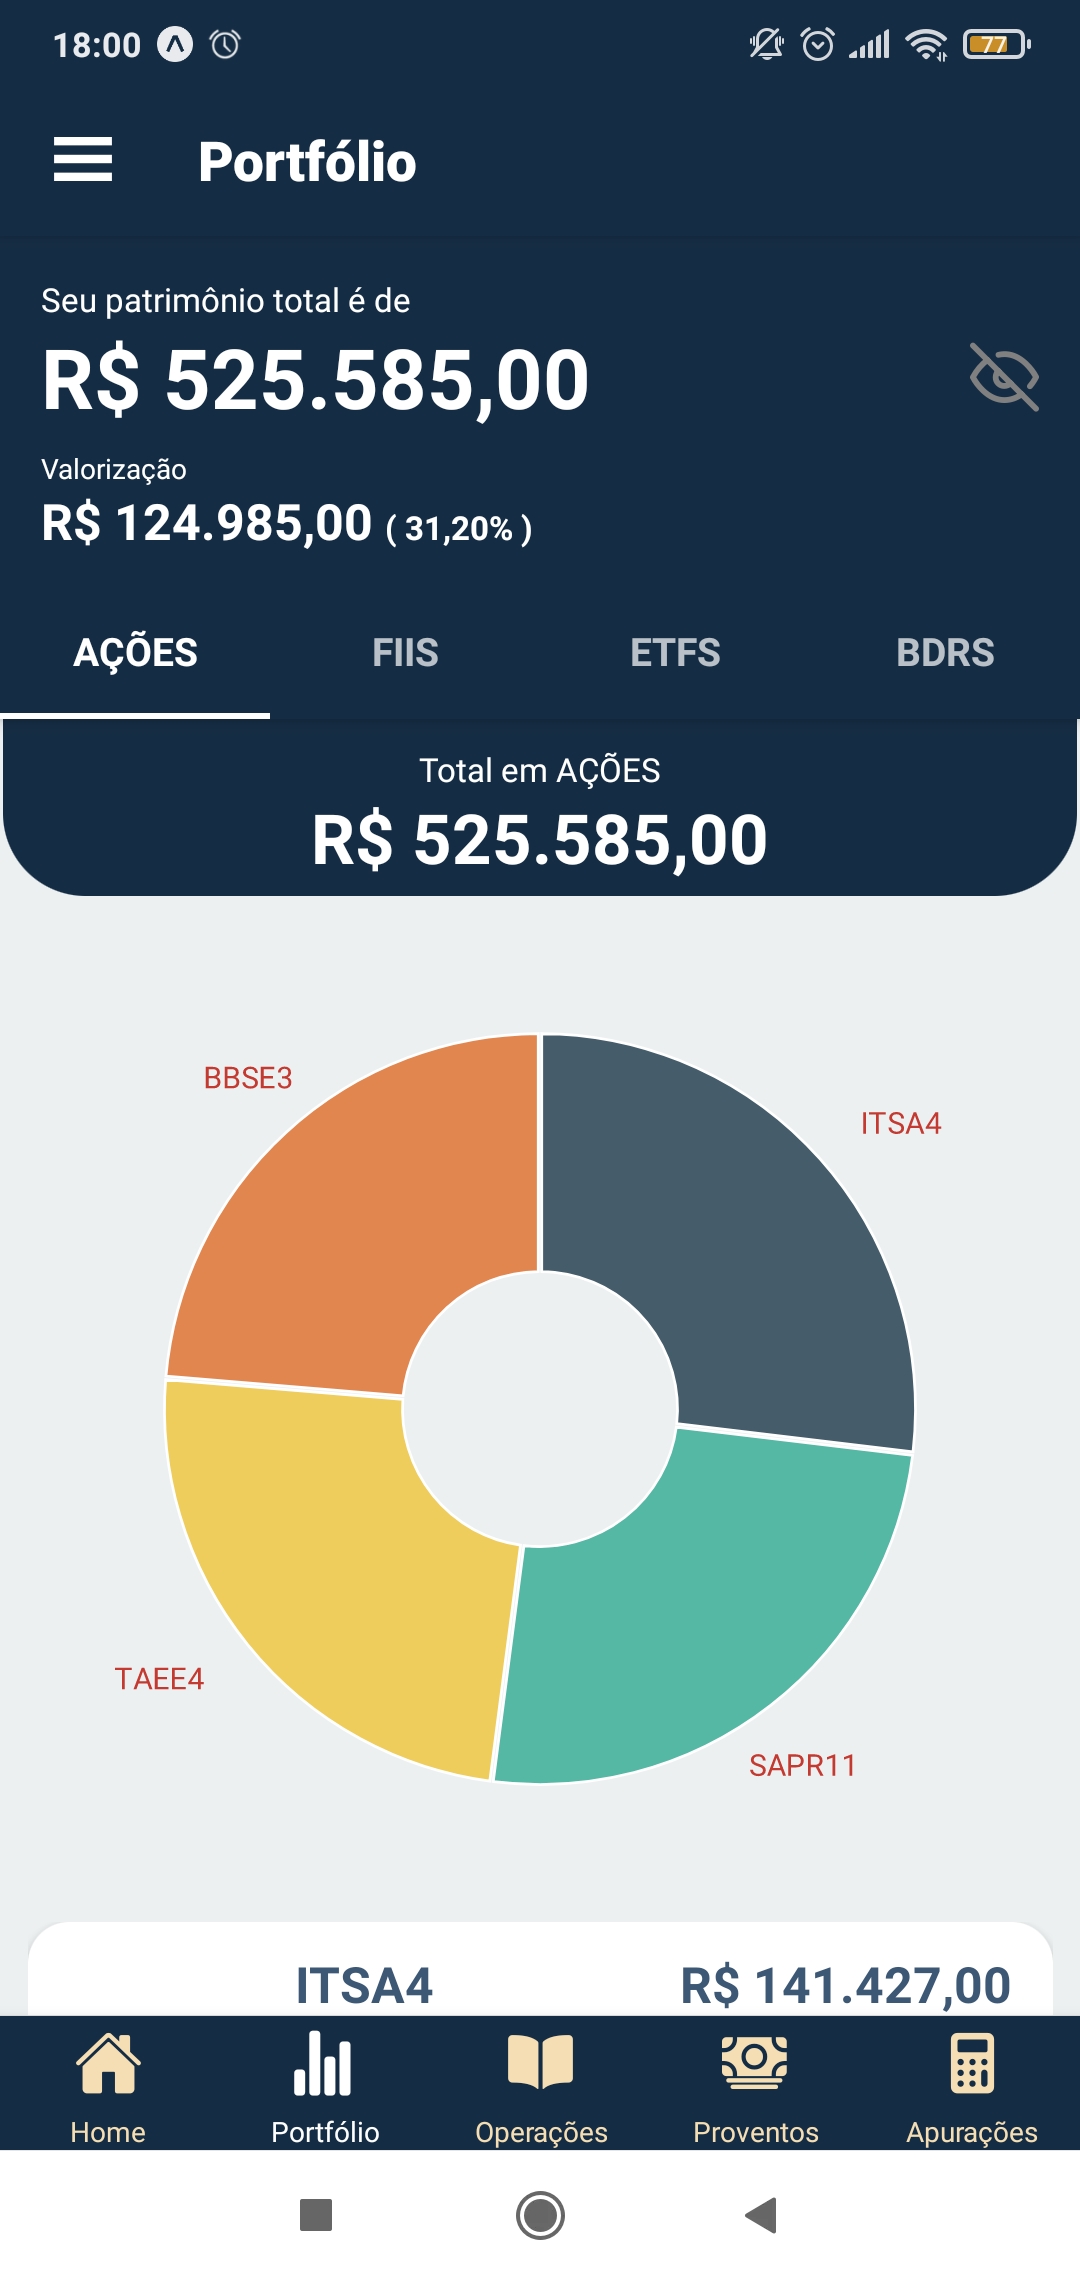 18:00
77
Portfólio
Seu patrimônio total é de
R$ 525.585,00
Valorização
R$ 124.985,00 ( 31,20% )
AÇÕES FIIS ETFS BDRS
Total em AÇÕES
R$ 525.585,00
BBSE3
ITSA4
TAEE4
SAPR11
ITSA4 R$ 141.427,00
Home Portfólio Operações Proventos Apurações